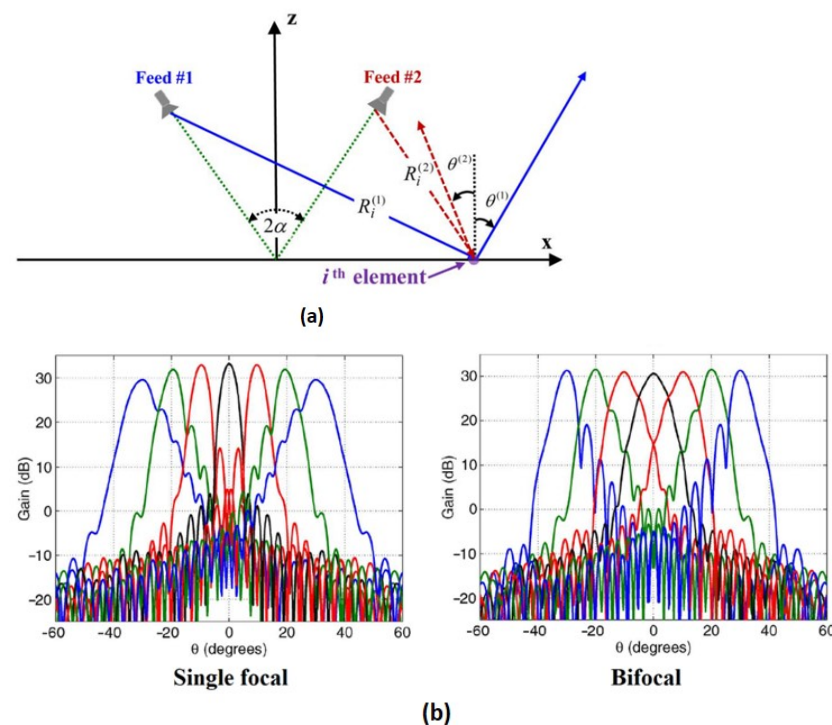 z
Feed #1
Feed #2
R_i^{(1)}
R_i^{(2)}
θ^{(2)}
θ^{(1)}
2α
x
i th element
(a)
30
20
10
0
-10
-20
Gain (dB)
-60 -40 -20 0 20 40 60
θ (degrees)
Single focal
30
20
10
0
-10
-20
Gain (dB)
-60 -40 -20 0 20 40 60
θ (degrees)
Bifocal
(b)